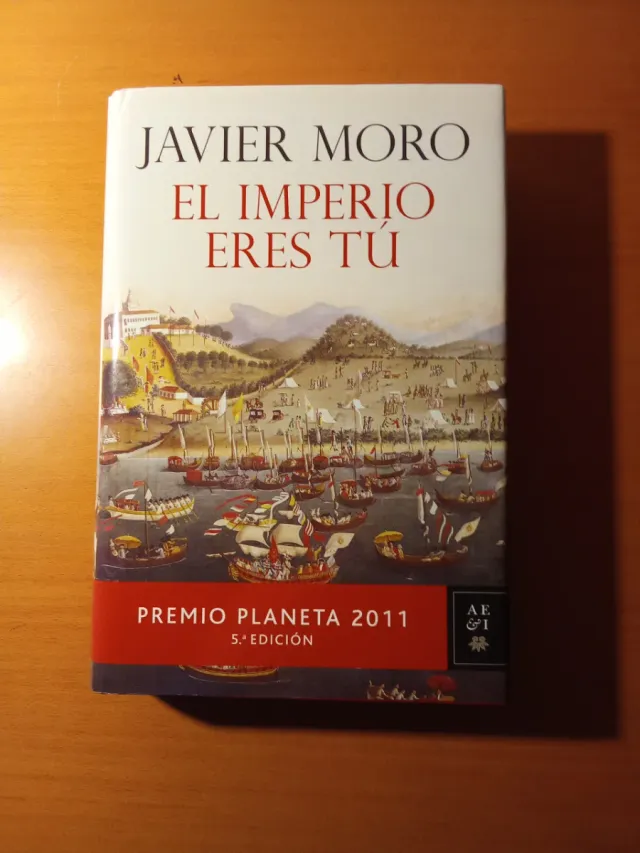 JAVIER MORO
EL IMPERIO
ERES TÚ
PREMIO PLANETA 2011
5.ª EDICIÓN
AE
&I